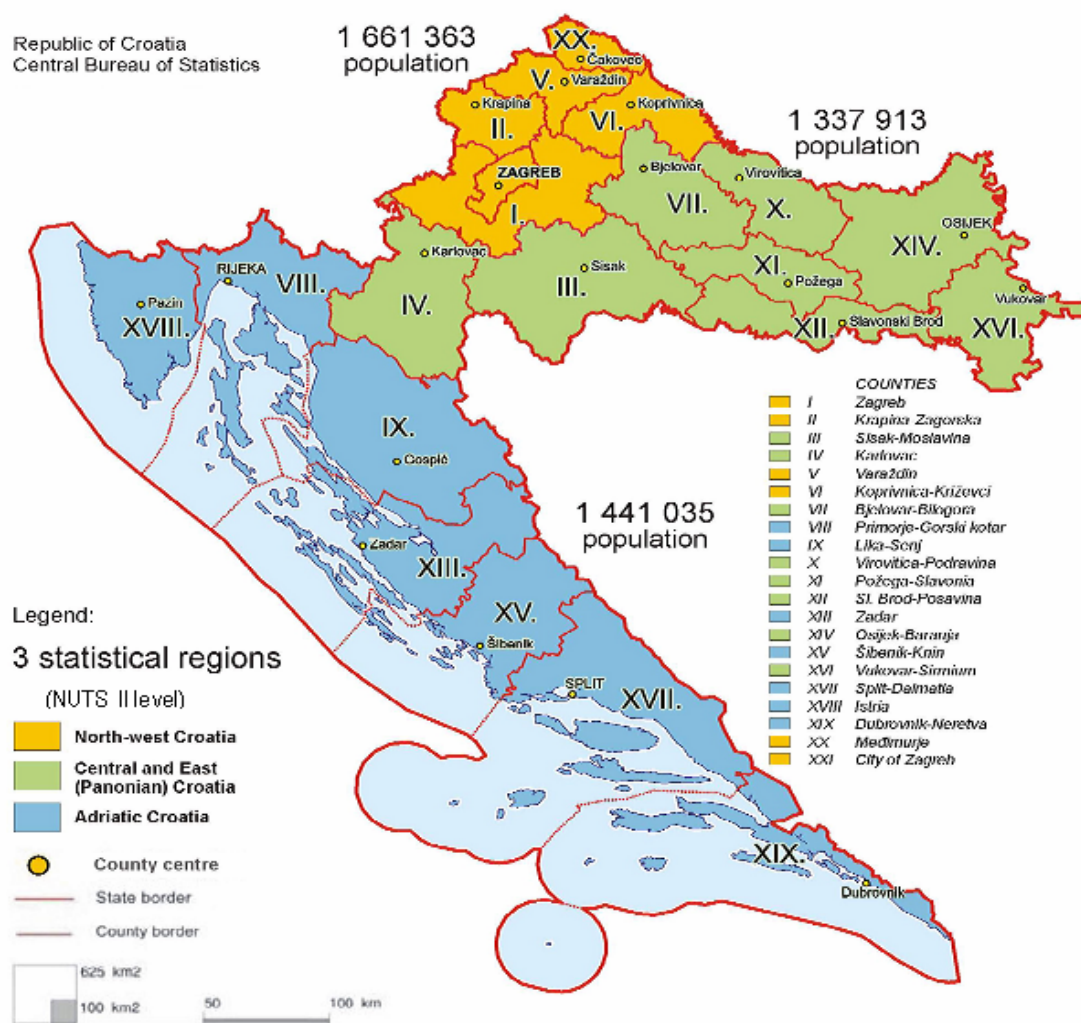 Republic of Croatia
Central Bureau of Statistics
1 661 363
population
XX.
Čakovec
V.
Varaždin
Krapina
II.
VI.
Koprivnica
1 337 913
population
ZAGREB
I.
Bjelovar
VII.
Virovitica
X.
OSIJEK
XIV.
Karlovac
IV.
Sisak
III.
XI.
Požega
Vukovar
XVI.
XII.
Slavonski Brod
RIJEKA
VIII.
Pazin
XVIII.
IX.
Gospić
1 441 035
population
Zadar
XIII.
XV.
Šibenik
SPLIT
XVII.
XIX.
Dubrovnik
COUNTIES
I Zagreb
II Krapina Zagorska
III Sisak-Moslavina
IV Karlovac
V Varaždin
VI Koprivnica-Križevci
VII Bjelovar-Bilogora
VIII Primorje-Gorski kotar
IX Lika-Senj
X Virovitica-Podravina
XI Požega-Slavonia
XII Sl. Brod-Posavina
XIII Zadar
XIV Osijek-Baranja
XV Šibenik-Knin
XVI Vukovar-Sirmium
XVII Split-Dalmatia
XVIII Istria
XIX Dubrovnik-Neretva
XX Međimurje
XXI City of Zagreb
Legend:
3 statistical regions
(NUTS II level)
North-west Croatia
Central and East
(Panonian) Croatia
Adriatic Croatia
County centre
State border
County border
625 km2
100 km2
50
100 km